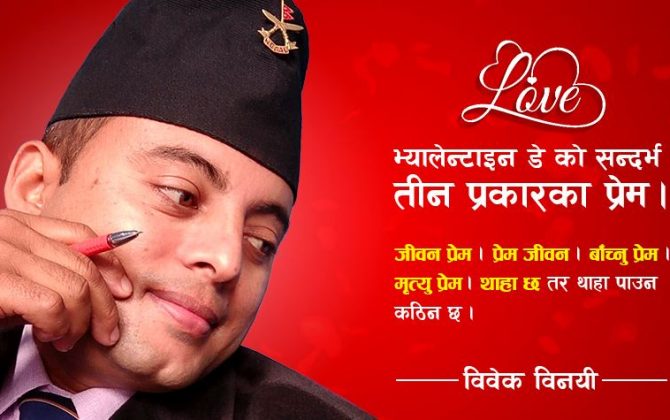 Love
भ्यालेन्टाइन डे को सन्दर्भ
तीन प्रकारका प्रेम।
जीवन प्रेम। प्रेम जीवन। बाँच्नु प्रेम।
मृत्यु प्रेम। थाहा छ तर थाहा पाउन
कठिन छ।
विवेक विनयी